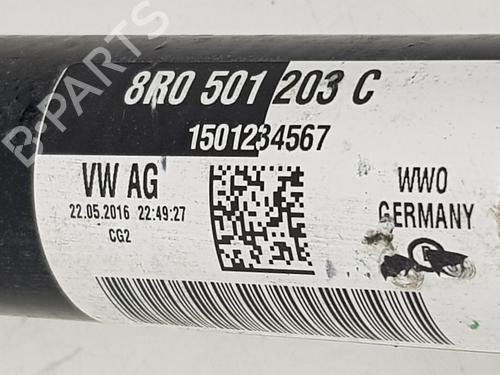 8R0 501 203 C
1501234567
VW AG
22.05.2016 22:49:27
CG2
WWO
GERMANY
B-PARTS